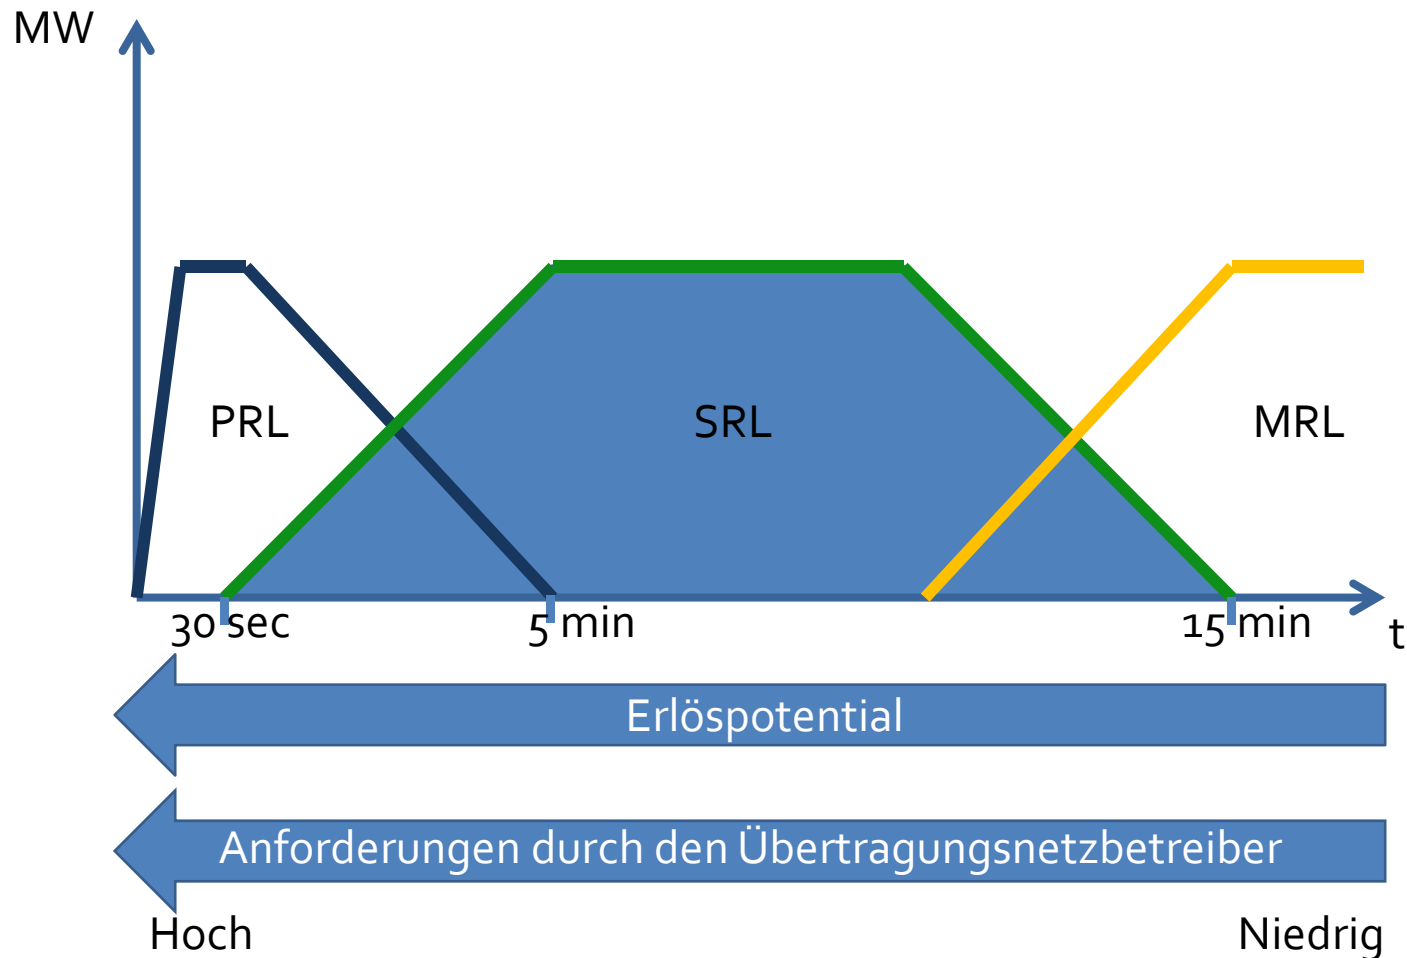 MW
PRL
SRL
MRL
30 sec
5 min
15 min
t
Erlöspotential
Anforderungen durch den Übertragungsnetzbetreiber
Hoch
Niedrig